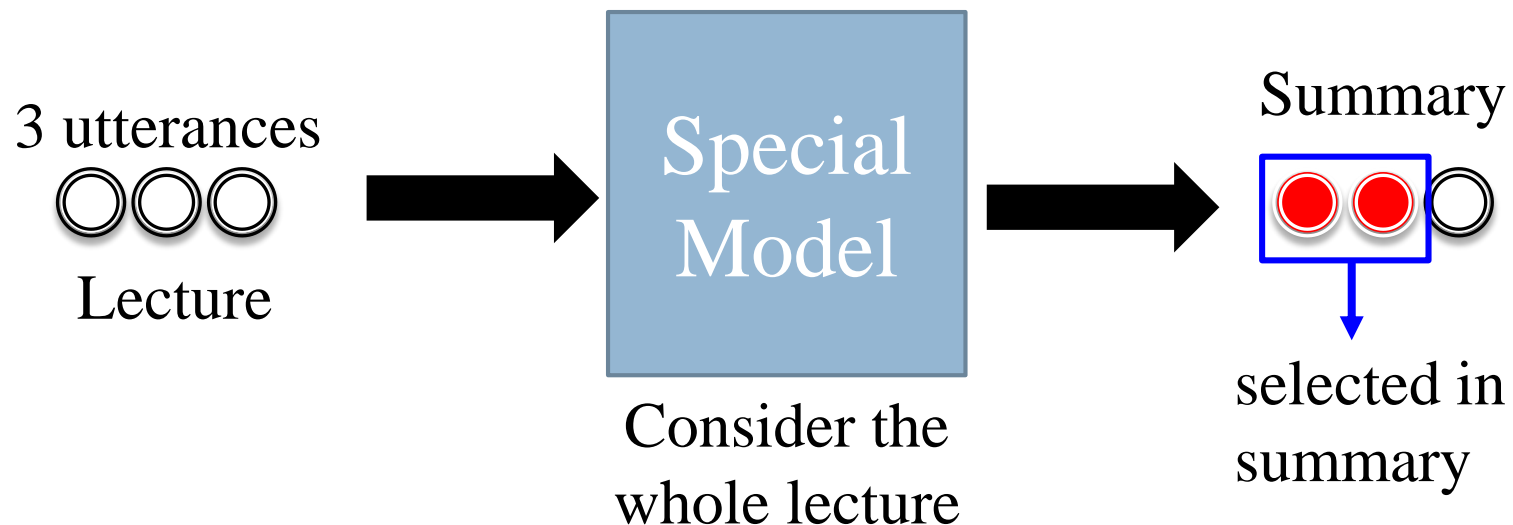 3 utterances
Lecture
Special
Model
Consider the
whole lecture
Summary
selected in
summary